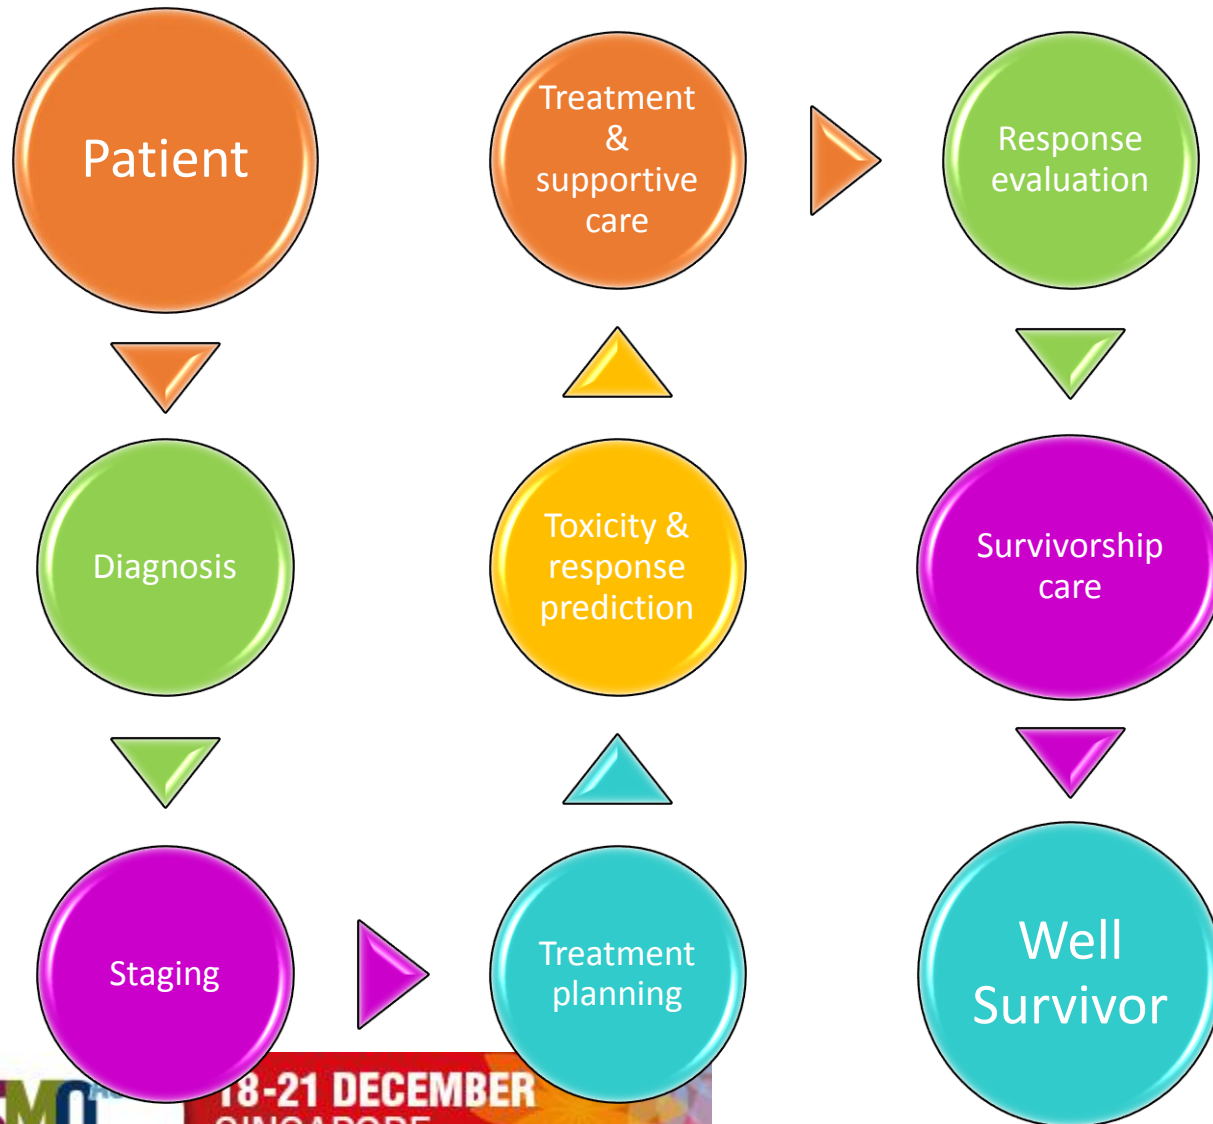 Patient
Diagnosis
Staging
Treatment
planning
Toxicity &
response
prediction
Treatment
&
supportive
care
Response
evaluation
Survivorship
care
Well
Survivor
18-21 DECEMBER
SINGAPORE